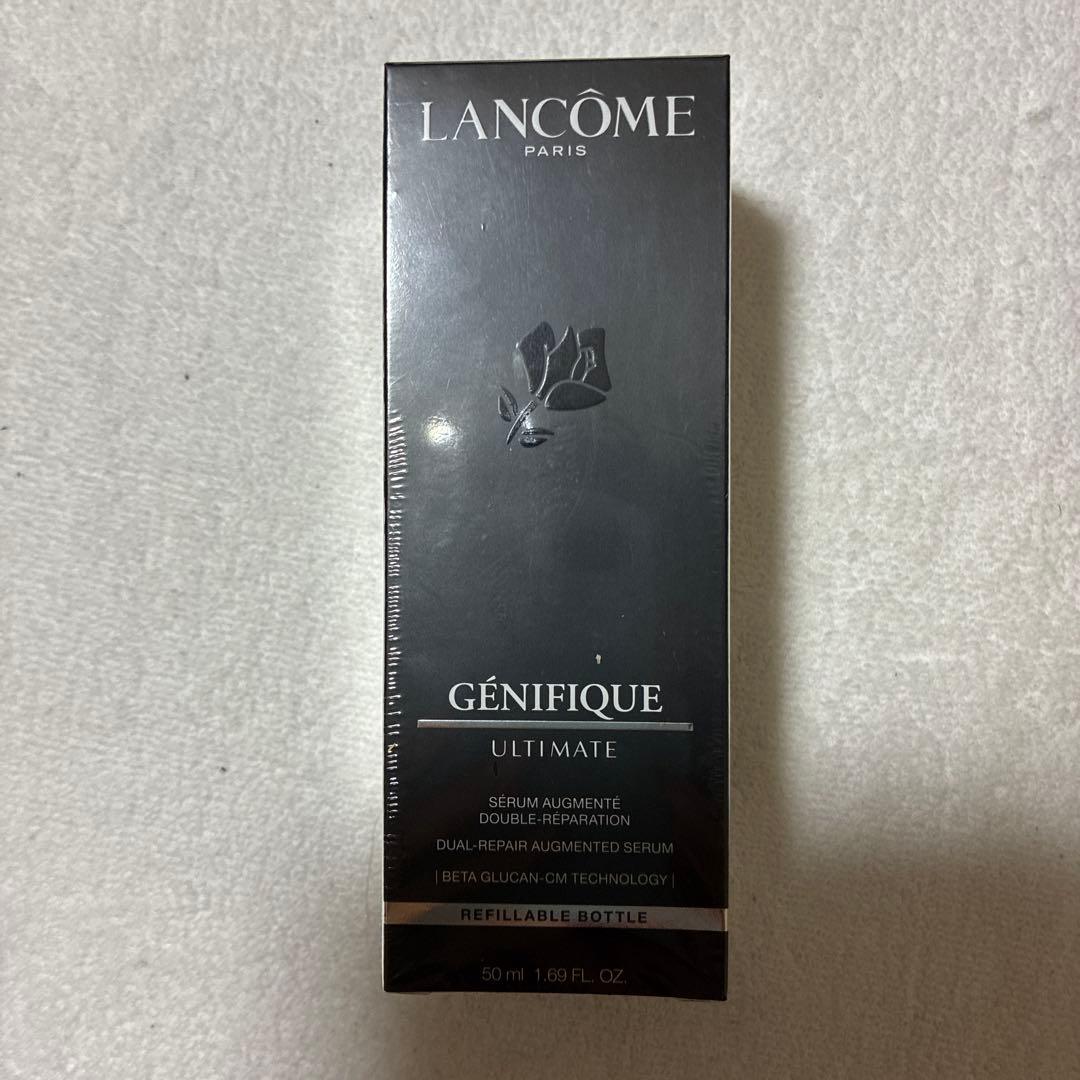 LANCÔME
PARIS
GÉNIFIQUE
ULTIMATE
SÉRUM AUGMENTÉ
DOUBLE-RÉPARATION
DUAL-REPAIR AUGMENTED SERUM
| BETA GLUCAN-CM TECHNOLOGY |
REFILLABLE BOTTLE
50 ml 1.69 FL. OZ.